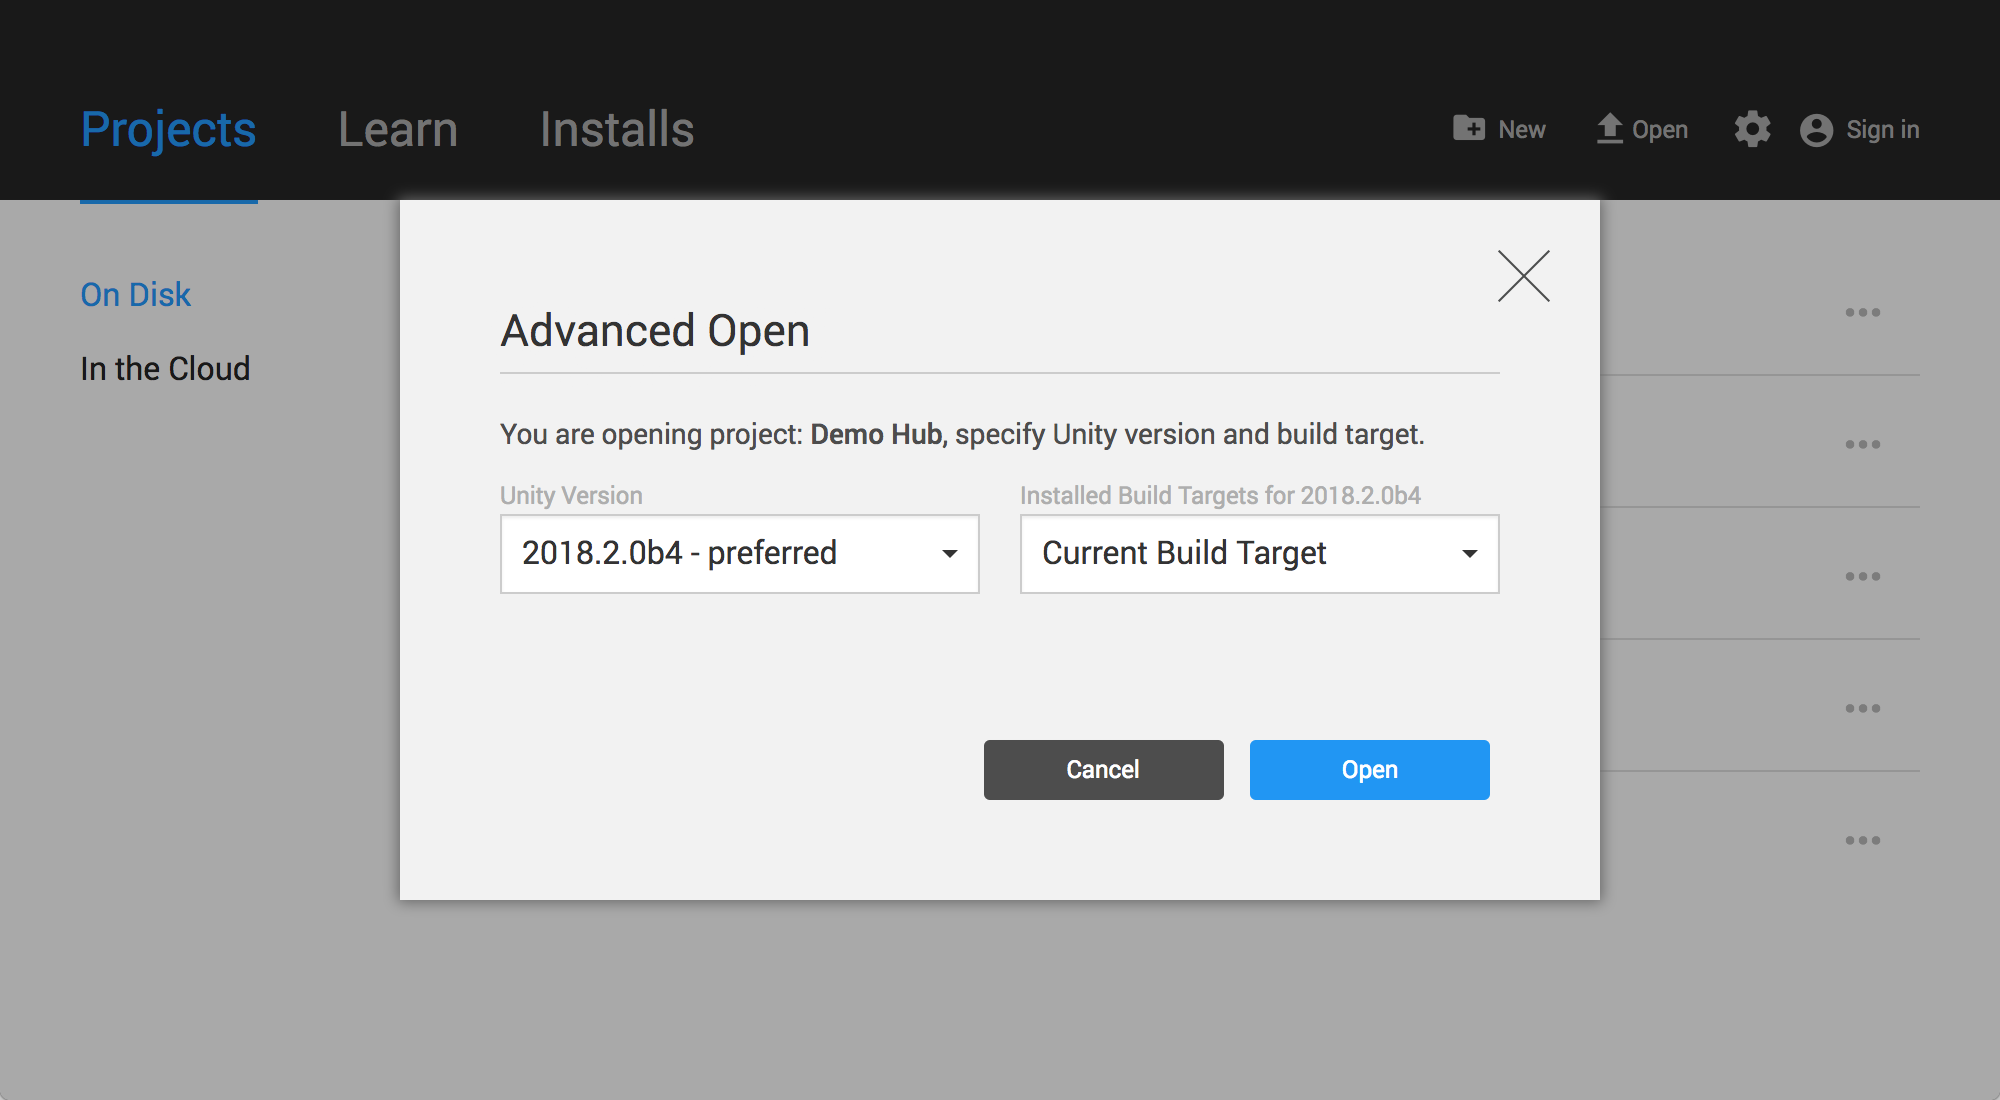 Projects Learn Installs New Open Sign in
On Disk
In the Cloud
Advanced Open
You are opening project: Demo Hub, specify Unity version and build target.
Unity Version Installed Build Targets for 2018.2.0b4
2018.2.0b4 - preferred Current Build Target
Cancel Open